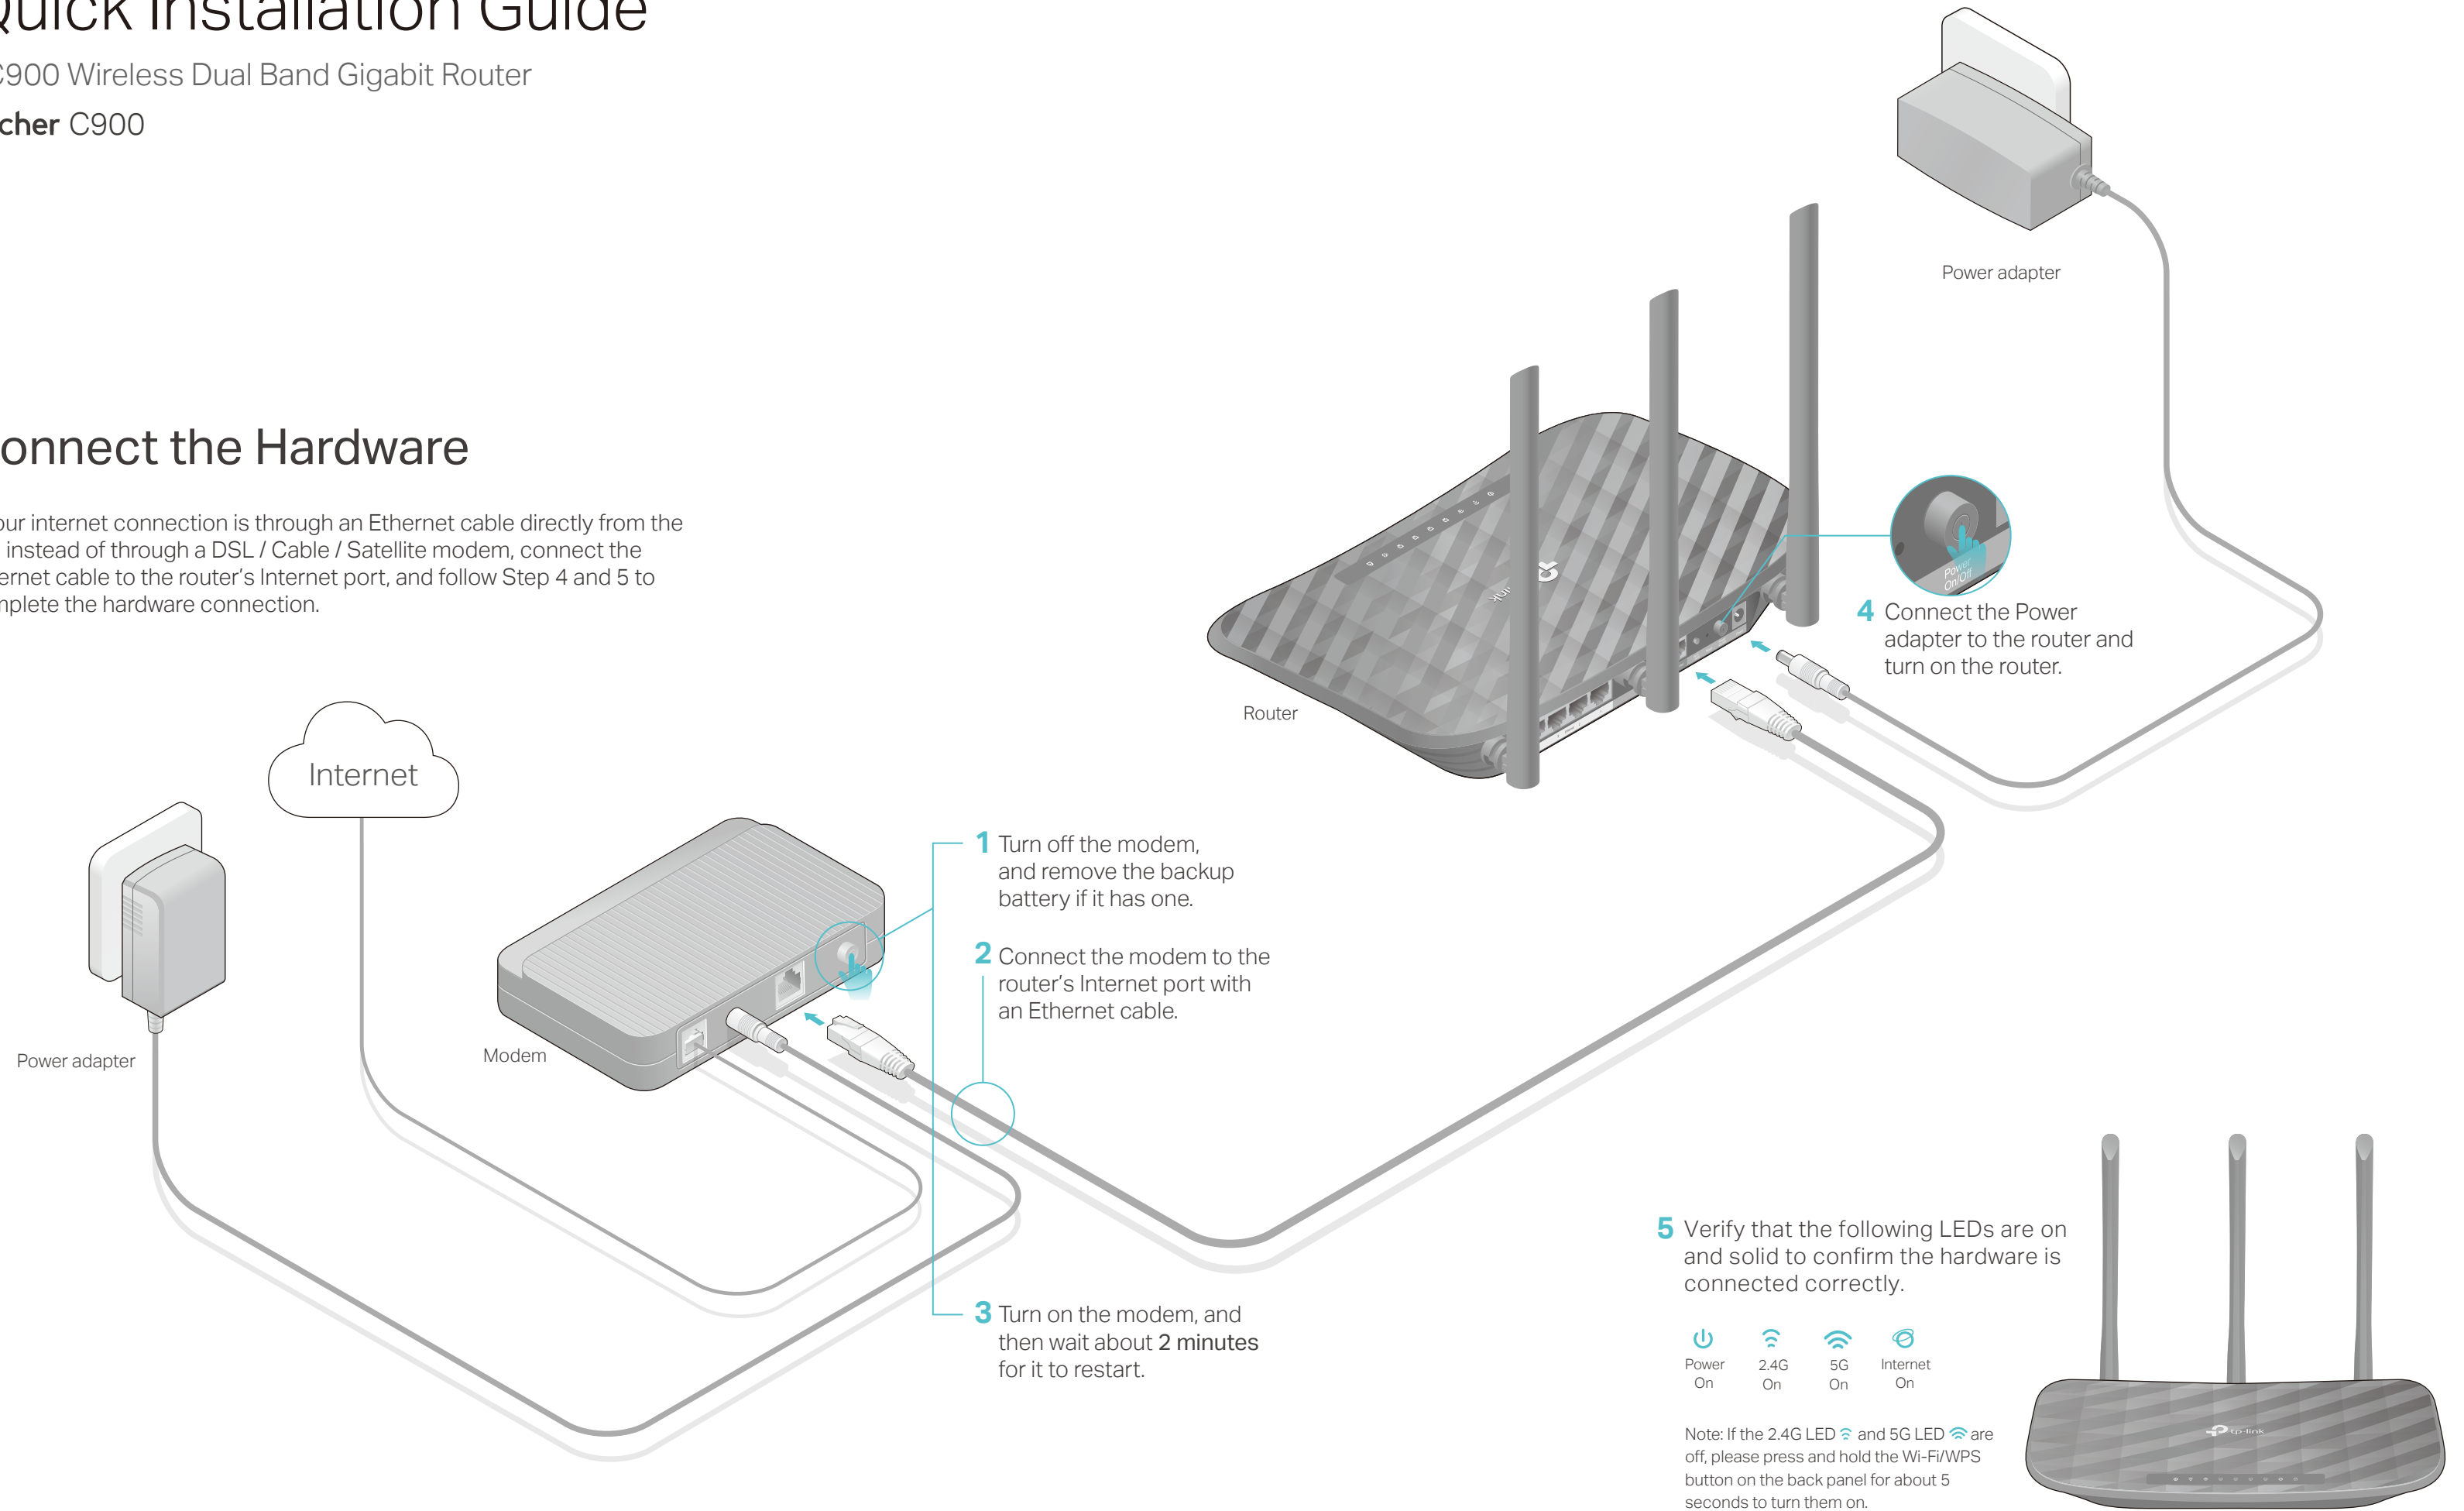 Quick Installation Guide
C900 Wireless Dual Band Gigabit Router
cher C900
onnect the Hardware
our internet connection is through an Ethernet cable directly from the
instead of through a DSL / Cable / Satellite modem, connect the
ernet cable to the router's Internet port, and follow Step 4 and 5 to
mplete the hardware connection.
Power adapter
Power
On/Off
4 Connect the Power
adapter to the router and
turn on the router.
Router
Internet
1 Turn off the modem,
and remove the backup
battery if it has one.
2 Connect the modem to the
router's Internet port with
an Ethernet cable.
Modem
Power adapter
3 Turn on the modem, and
then wait about 2 minutes
for it to restart.
5 Verify that the following LEDs are on
and solid to confirm the hardware is
connected correctly.
Power 2.4G 5G Internet
On On On On
Note: If the 2.4G LED and 5G LED are
off, please press and hold the Wi-Fi/WPS
button on the back panel for about 5
seconds to turn them on.
tp-link